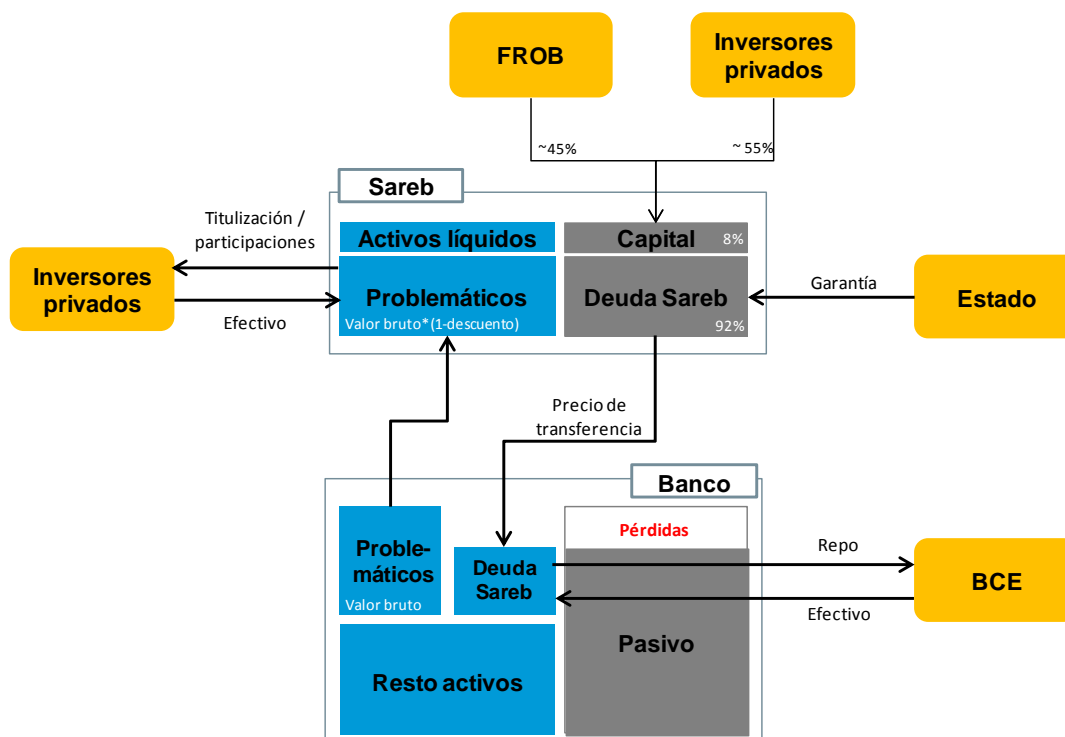 FROB
Inversores
privados
~45%
~ 55%
Sareb
Titulización /
participaciones
Activos líquidos
Capital
8%
Inversores
privados
Efectivo
Problemáticos
Valor bruto*(1-descuento)
Deuda Sareb
92%
Garantía
Estado
Precio de
transferencia
Banco
Proble-
máticos
Valor bruto
Deuda
Sareb
Pérdidas
Pasivo
Repo
Efectivo
BCE
Resto activos